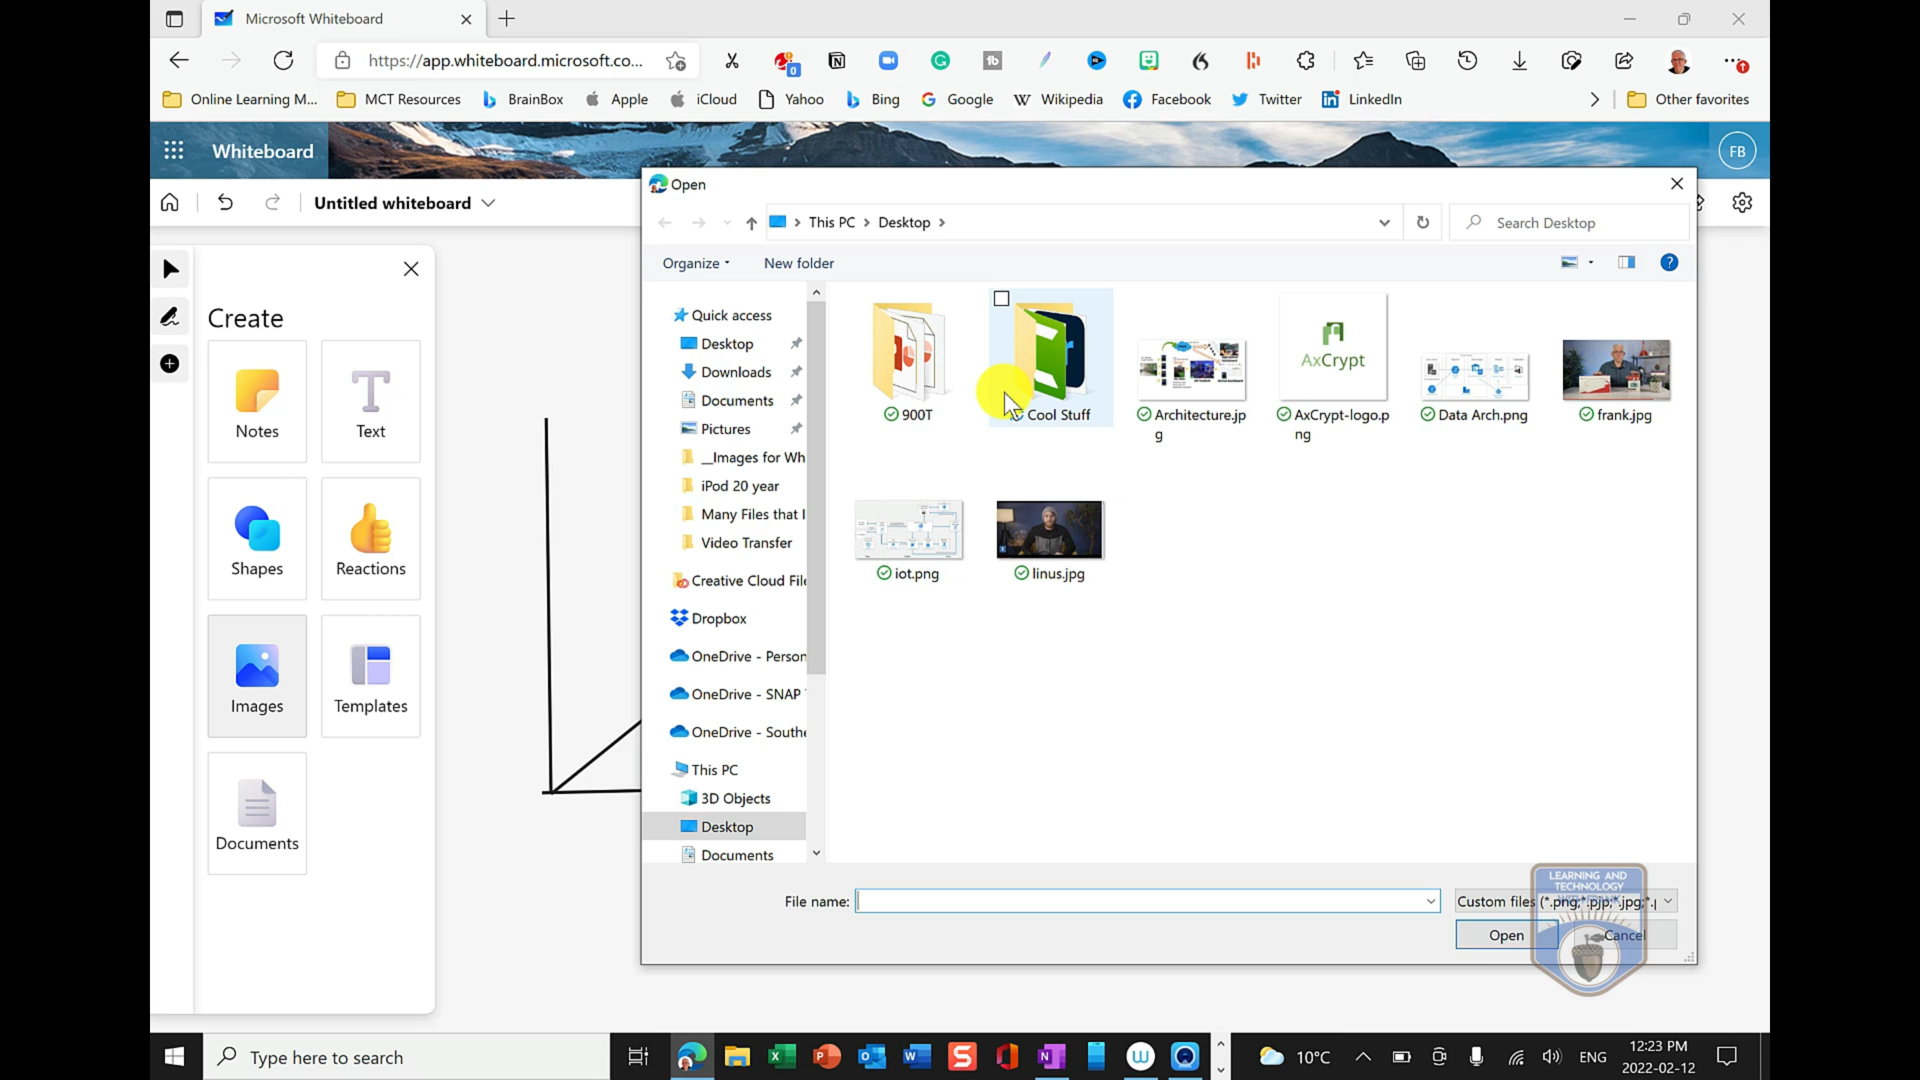 Microsoft Whiteboard
https://app.whiteboard.microsoft.co...
0
Online Learning M...
MCT Resources
BrainBox
Apple
iCloud
Yahoo
Bing
Google
Wikipedia
Facebook
Twitter
LinkedIn
Other favorites
Whiteboard
FB
Untitled whiteboard
Create
Notes
Text
Shapes
Reactions
Images
Templates
Documents
Open
This PC
Desktop
Search Desktop
Organize
New folder
Quick access
Desktop
Downloads
Documents
Pictures
__Images for Wh
iPod 20 year
Many Files that I
Video Transfer
Creative Cloud File
Dropbox
OneDrive - Person
OneDrive - SNAP
OneDrive - Southe
This PC
3D Objects
Desktop
Documents
900T
Cool Stuff
Architecture.jp
g
AxCrypt
AxCrypt-logo.p
ng
Data Arch.png
frank.jpg
iot.png
linus.jpg
File name:
Custom files (*.png;*.pjp;*.jpg;*.
Open
Cancel
LEARNING AND
TECHNOLOGY
WITH FRANK
Type here to search
10°C
ENG
12:23 PM
2022-02-12